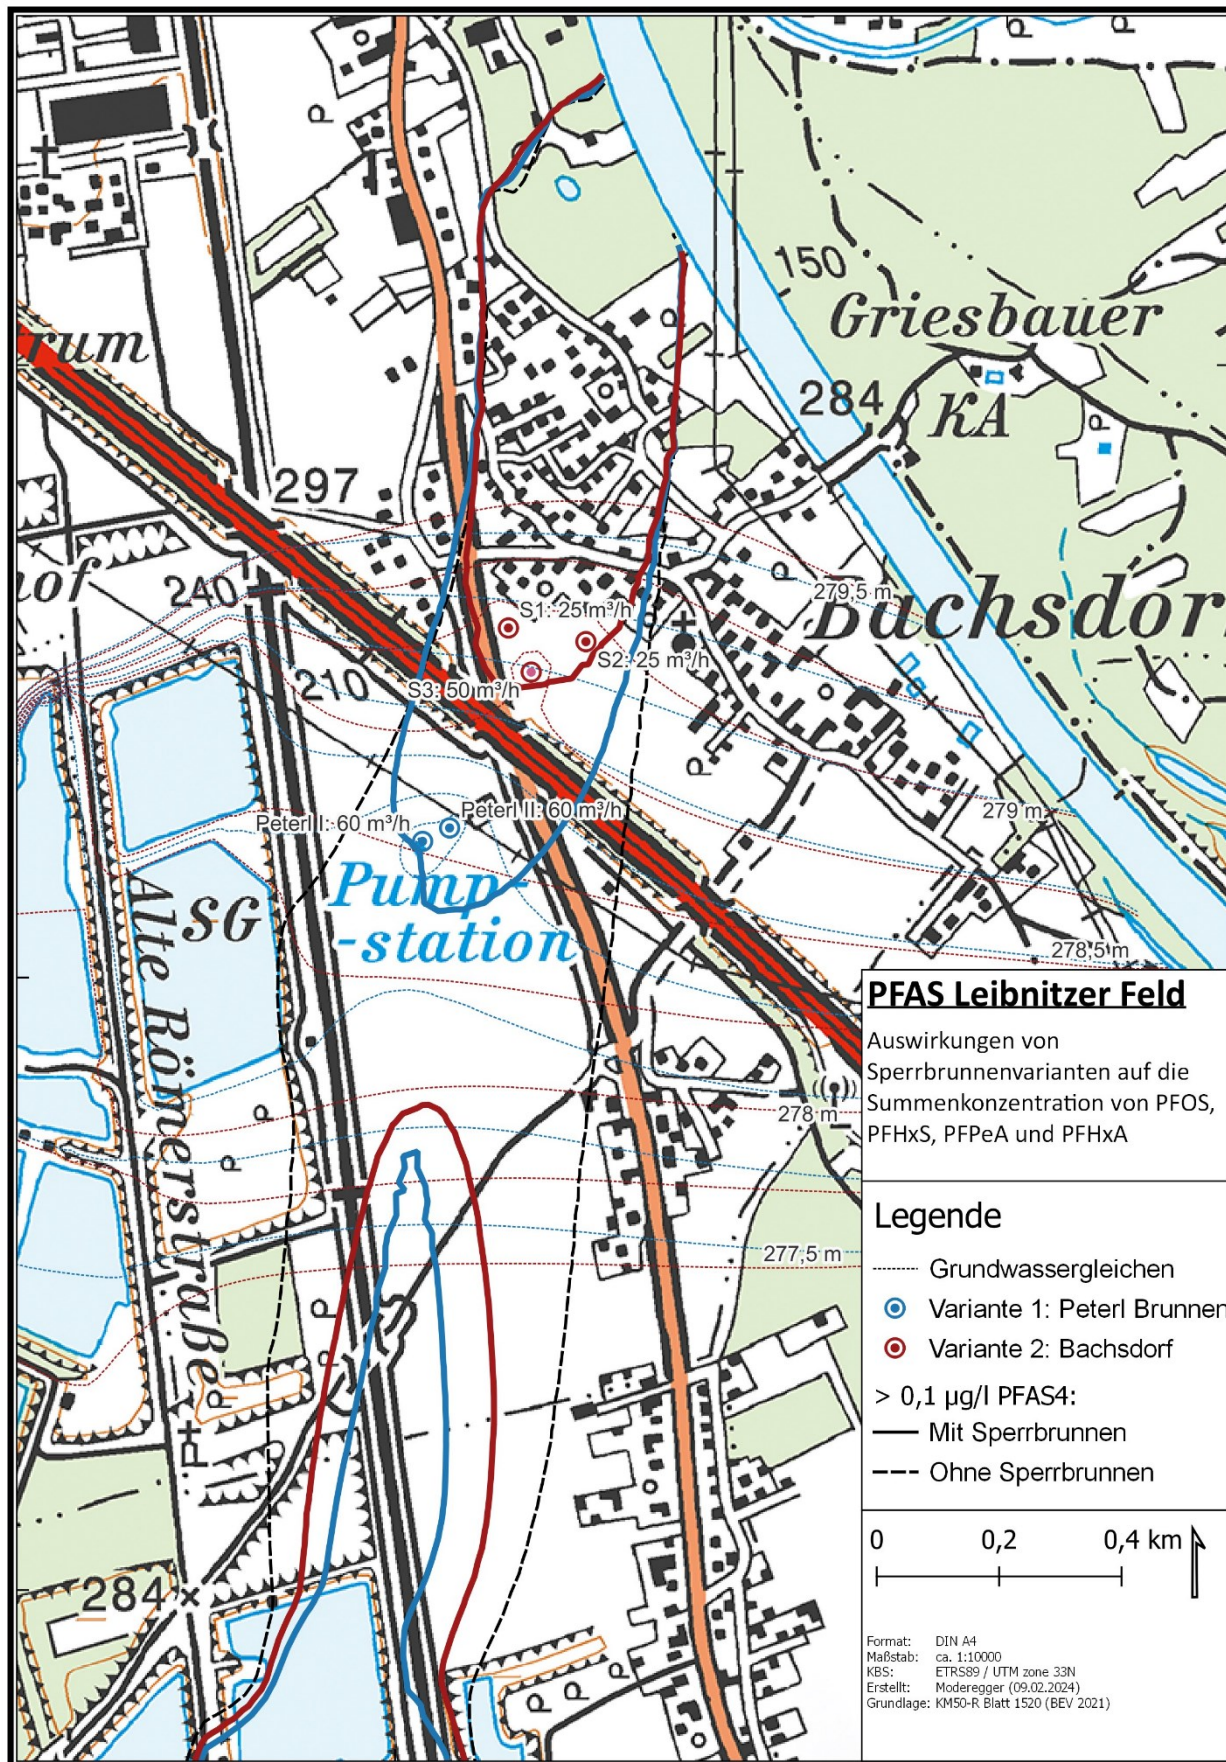 P
P
P
150
Griesbauer
rum
284
KA
P
P
297
hof
240
279,5 m
Bachsdor
S1: 25 m³/h
P
S2: 25 m³/h
210
S3: 50 m³/h
P
Peterl I: 60 m³/h
Peterl II: 60 m³/h
279 m
Pump-
-station
SG
278,5 m
Alte Römerstraße
PFAS Leibnitzer Feld
Auswirkungen von
Sperrbrunnenvarianten auf die
Summenkonzentration von PFOS,
PFHxS, PFPeA und PFHxA
P
278 m
P
277,5 m
P
P
P
Legende
Grundwassergleichen
Variante 1: Peterl Brunnen
Variante 2: Bachsdorf
> 0,1 µg/l PFAS4:
Mit Sperrbrunnen
Ohne Sperrbrunnen
0 0,2 0,4 km
284
P
P
P
Format: DIN A4
Maßstab: ca. 1:10000
KBS: ETRS89 / UTM zone 33N
Erstellt: Moderegger (09.02.2024)
Grundlage: KM50-R Blatt 1520 (BEV 2021)